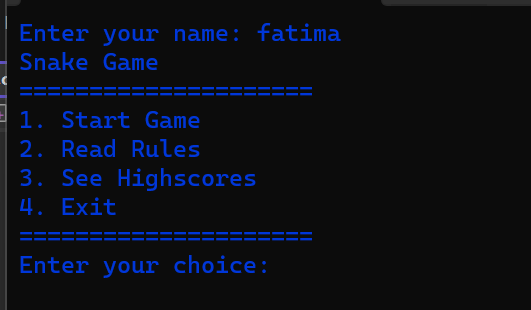 Enter your name: fatima
Snake Game
=====================
1. Start Game
2. Read Rules
3. See Highscores
4. Exit
=====================
Enter your choice: